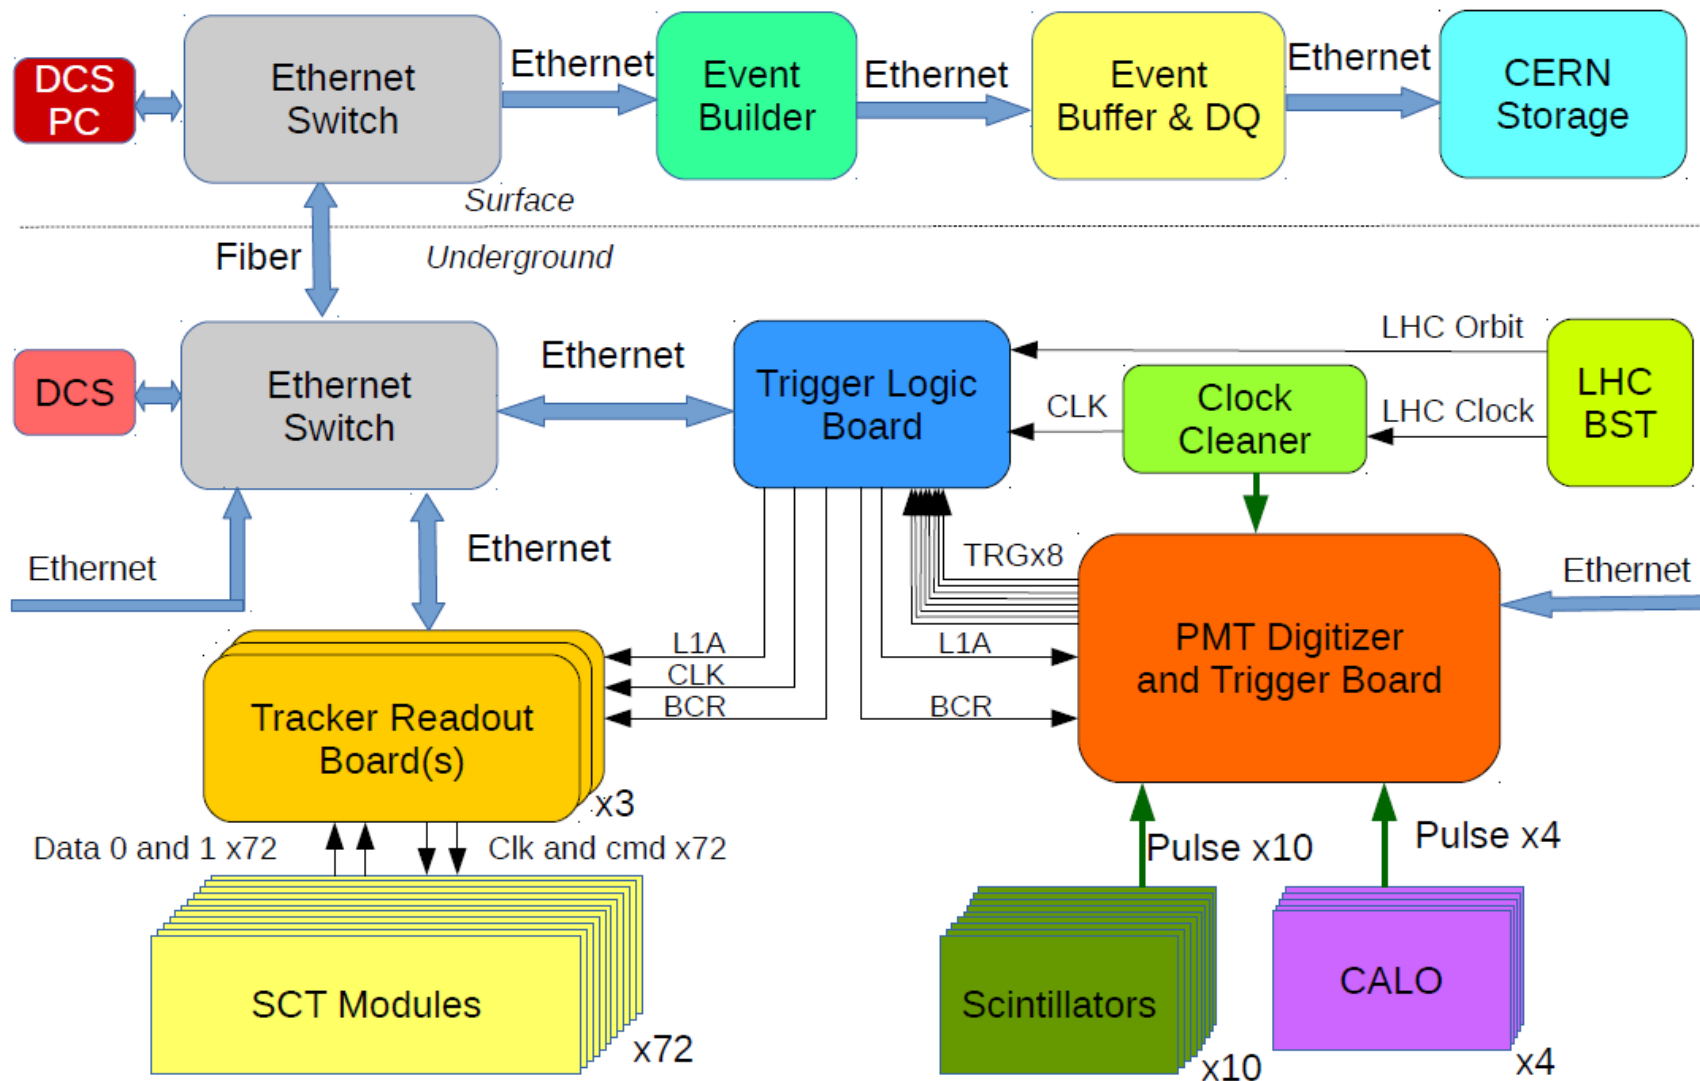 DCS
PC
Ethernet
Switch
Ethernet
Event
Builder
Ethernet
Event
Buffer & DQ
Ethernet
CERN
Storage
Surface
Fiber
Underground
DCS
Ethernet
Switch
Ethernet
Trigger Logic
Board
LHC Orbit
CLK
Clock
Cleaner
LHC Clock
LHC
BST
Ethernet
Ethernet
TRGx8
Ethernet
L1A
CLK
BCR
L1A
BCR
PMT Digitizer
and Trigger Board
Tracker Readout
Board(s)
x3
Data 0 and 1 x72
Clk and cmd x72
Pulse x10
Pulse x4
SCT Modules
x72
Scintillators
x10
CALO
x4